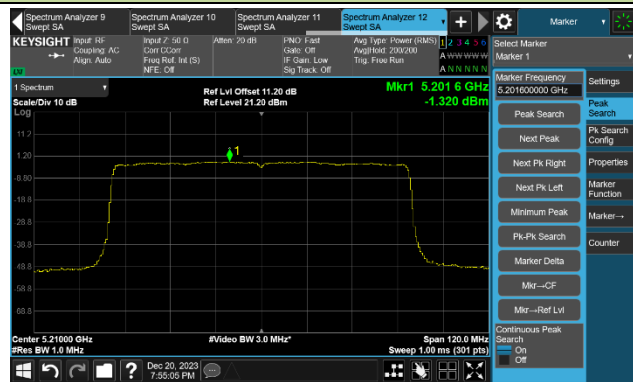 Spectrum Analyzer 9
Swept SA
Spectrum Analyzer 10
Swept SA
Spectrum Analyzer 11
Swept SA
Spectrum Analyzer 12
Swept SA
Marker
KEYSIGHT
Input: RF
Coupling: AC
Align: Auto
Input Z: 50 Ω
Corr CCorr
Freq Ref: Int (S)
NFE: Off
Atten: 20 dB
PNO: Fast
Gate: Off
IF Gain: Low
Sig Track: Off
Avg Type: Power (RMS)
Avg|Hold: 200/200
Trig: Free Run
1 2 3 4 5 6
A W W W W W
A N N N N N
Select Marker
Marker 1
1 Spectrum
Scale/Div 10 dB
Log
Ref Lvl Offset 11.20 dB
Ref Level 21.20 dBm
Mkr1 5.201 6 GHz
-1.320 dBm
11.2
1.20
-8.80
-18.8
-28.8
-38.8
-48.8
-58.8
-68.8
1
Center 5.21000 GHz
#Res BW 1.0 MHz
#Video BW 3.0 MHz*
Span 120.0 MHz
Sweep 1.00 ms (301 pts)
Marker Frequency
5.201600000 GHz
Peak Search
Next Peak
Next Pk Right
Next Pk Left
Minimum Peak
Pk-Pk Search
Marker Delta
Mkr→CF
Mkr→Ref Lvl
Continuous Peak
Search
On
Off
Settings
Peak
Search
Pk Search
Config
Properties
Marker
Function
Marker→
Counter
Dec 20, 2023
7:55:05 PM